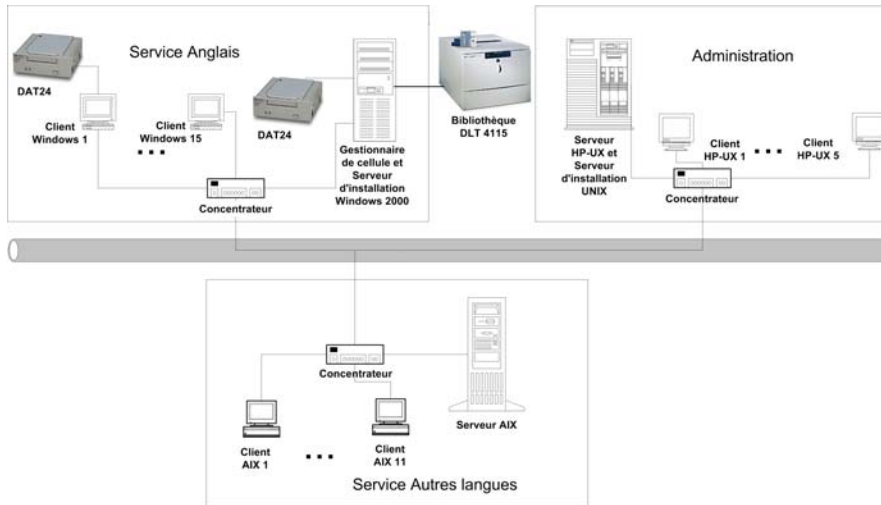 Service Anglais
DAT24
Client
Windows 1
Client
Windows 15
DAT24
Gestionnaire
de cellule et
Serveur
d'installation
Windows 2000
Concentrateur
Bibliothèque
DLT 4115
Administration
Serveur
HP-UX et
Serveur
d'installation
UNIX
Client
HP-UX 1
Client
HP-UX 5
Concentrateur
Concentrateur
Serveur AIX
Client
AIX 1
Client
AIX 11
Service Autres langues